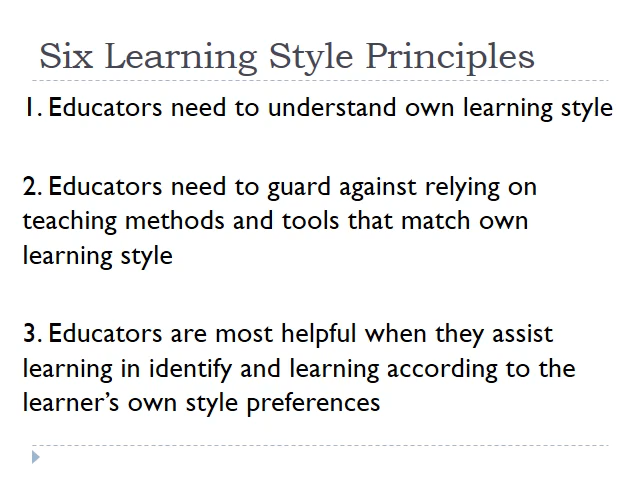 Six Learning Style Principles
1. Educators need to understand own learning style
2. Educators need to guard against relying on
teaching methods and tools that match own
learning style
3. Educators are most helpful when they assist
learning in identify and learning according to the
learner's own style preferences